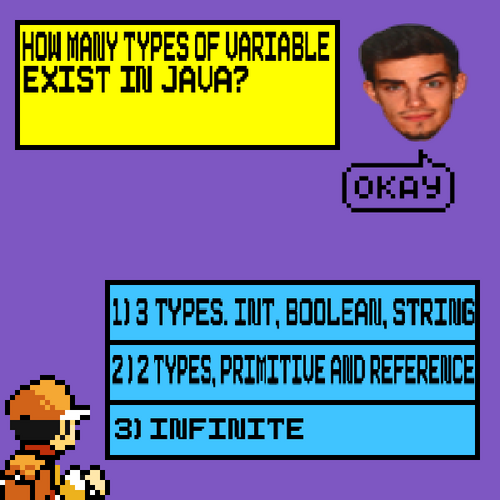 HOW MANY TYPES OF VARIABLE
EXIST IN JAVA?
OKAY
1) 3 TYPES. INT, BOOLEAN, STRING
2) 2 TYPES, PRIMITIVE AND REFERENCE
3) INFINITE